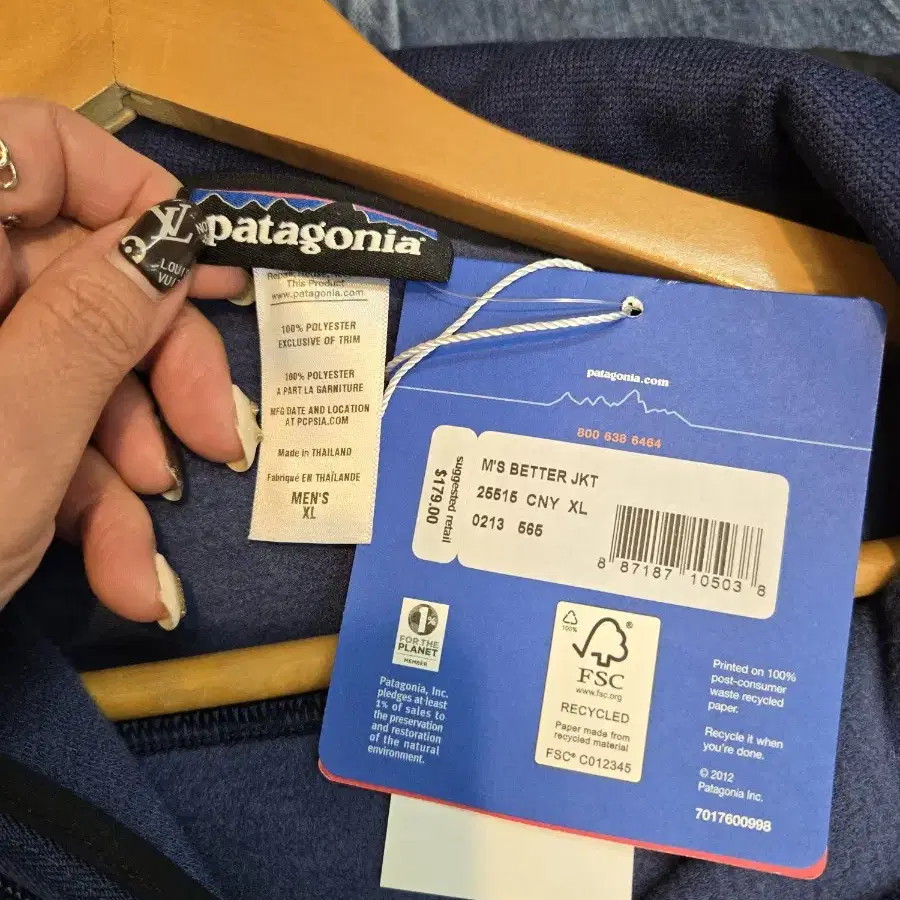 patagonia®
This Product
www.patagonia.com
100% POLYESTER
EXCLUSIVE OF TRIM
100% POLYESTER
A PART LA GARNITURE
MFG DATE AND LOCATION
AT PCPSIA.COM
Made in THAILAND
Fabriqué EN THAÏLANDE
MEN'S
XL
LV
LOUI
VUIT
patagonia.com
800 638 6464
suggested retail
$179.00
M'S BETTER JKT
25515 CNY XL
0213 565
8 87187 10503 8
1%
FOR THE
PLANET
MEMBER
Patagonia, Inc.
pledges at least
1% of sales to
the preservation
and restoration
of the natural
environment.
100%
®
FSC
www.fsc.org
RECYCLED
Paper made from
recycled material
FSC® C012345
Printed on 100%
post-consumer
waste recycled
paper.
Recycle it when
you're done.
© 2012
Patagonia Inc.
7017600998